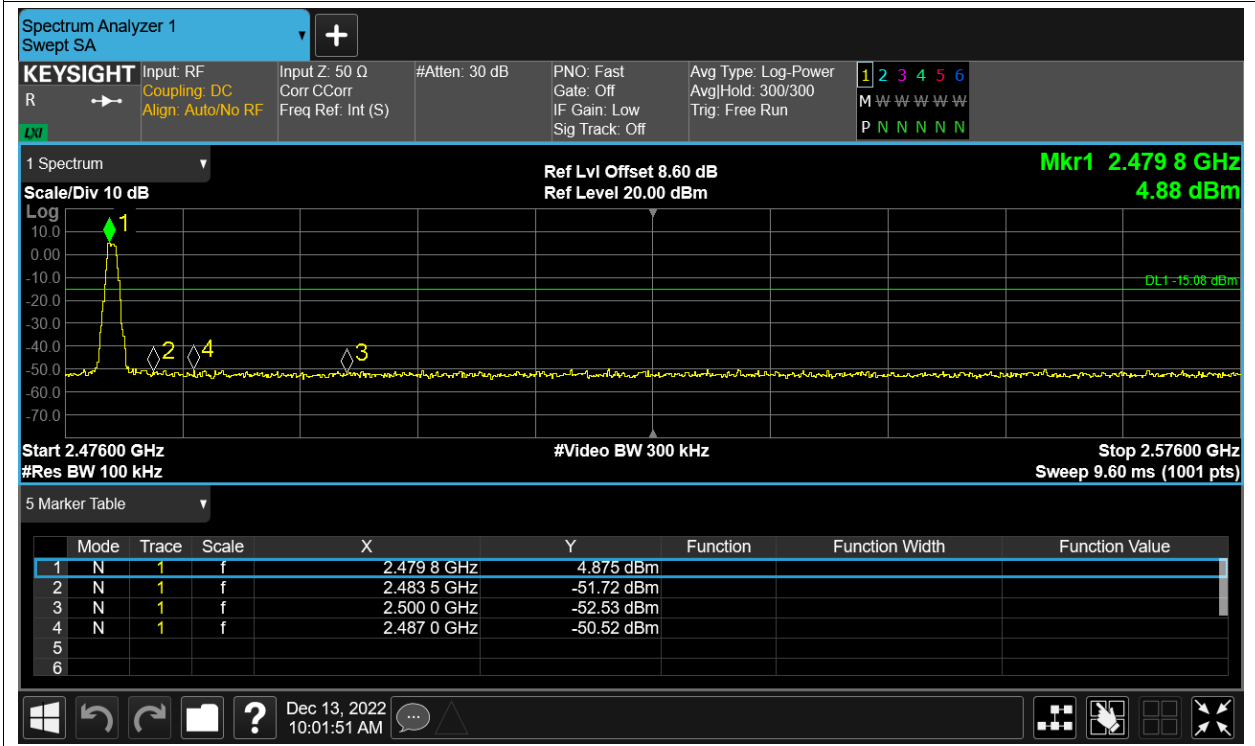 Spectrum Analyzer 1
Swept SA
+
KEYSIGHT Input: RF Input Z: 50 Ω #Atten: 30 dB PNO: Fast Avg Type: Log-Power 1 2 3 4 5 6
R Coupling: DC Corr CCorr Gate: Off Avg|Hold: 300/300 M W W W W W
Align: Auto/No RF Freq Ref: Int (S) IF Gain: Low Trig: Free Run
LXI Sig Track: Off P N N N N N
1 Spectrum Ref Lvl Offset 8.60 dB Mkr1 2.479 8 GHz
Scale/Div 10 dB Ref Level 20.00 dBm 4.88 dBm
Log
1
10.0
0.00
-10.0
DL1 -15.08 dBm
-20.0
-30.0
-40.0
2 4 3
-50.0
-60.0
-70.0
Start 2.47600 GHz #Video BW 300 kHz Stop 2.57600 GHz
#Res BW 100 kHz Sweep 9.60 ms (1001 pts)
5 Marker Table
Mode Trace Scale X Y Function Function Width Function Value
1 N 1 f 2.479 8 GHz 4.875 dBm
2 N 1 f 2.483 5 GHz -51.72 dBm
3 N 1 f 2.500 0 GHz -52.53 dBm
4 N 1 f 2.487 0 GHz -50.52 dBm
5
6
? Dec 13, 2022
10:01:51 AM